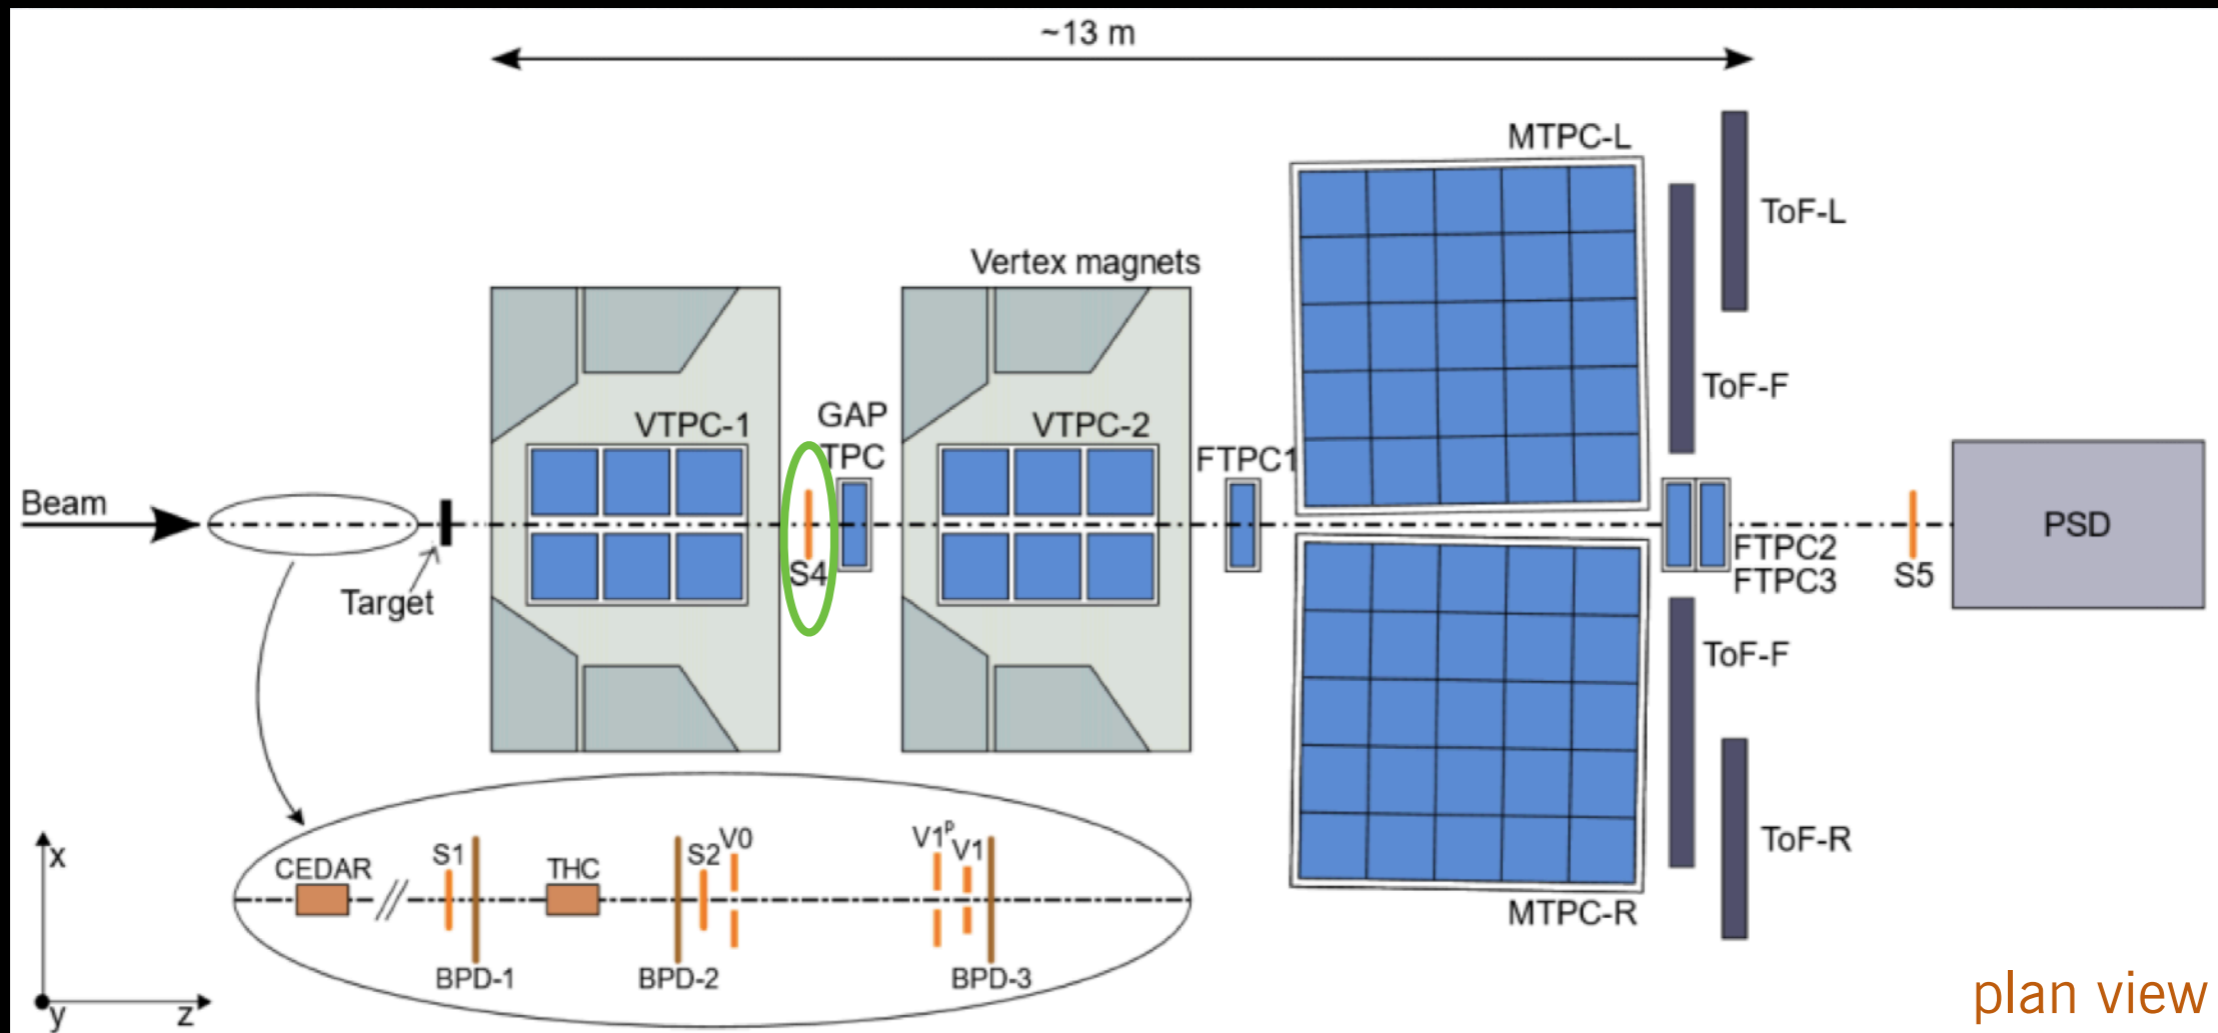 ~13 m
MTPC-L
ToF-L
Vertex magnets
ToF-F
GAP
TPC
VTPC-1
VTPC-2
FTPC1
Beam
S4
Target
PSD
FTPC2
FTPC3
S5
ToF-F
ToF-R
MTPC-R
x
y
z
CEDAR
S1
THC
S2
V0
V1ᵖ
V1
BPD-1
BPD-2
BPD-3
plan view